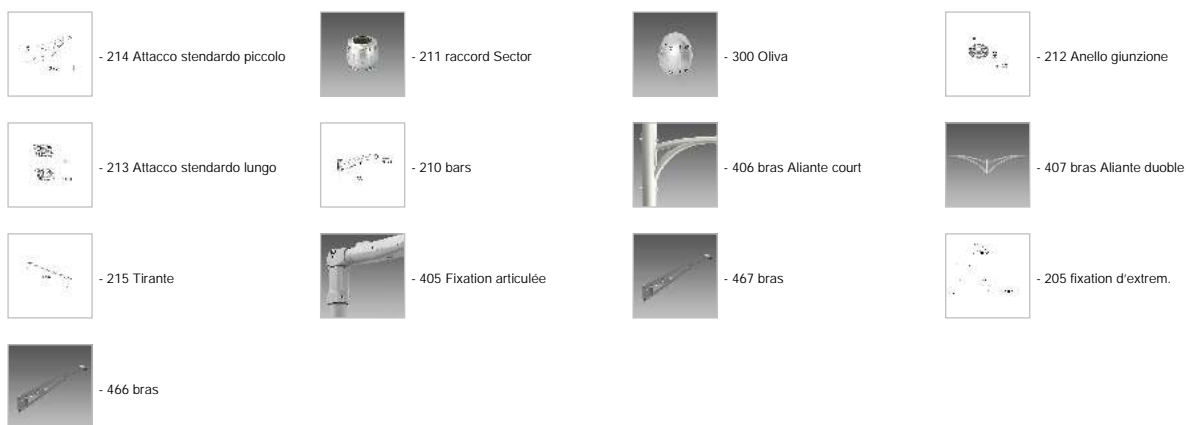 - 214 Attacco stendardo piccolo
- 211 raccord Sector
- 300 Oliva
- 212 Anello giunzione
- 213 Attacco stendardo lungo
- 210 bars
- 406 bras Aliante court
- 407 bras Aliante duoble
- 215 Tirante
- 405 Fixation articulée
- 467 bras
- 205 fixation d'extrem.
- 466 bras